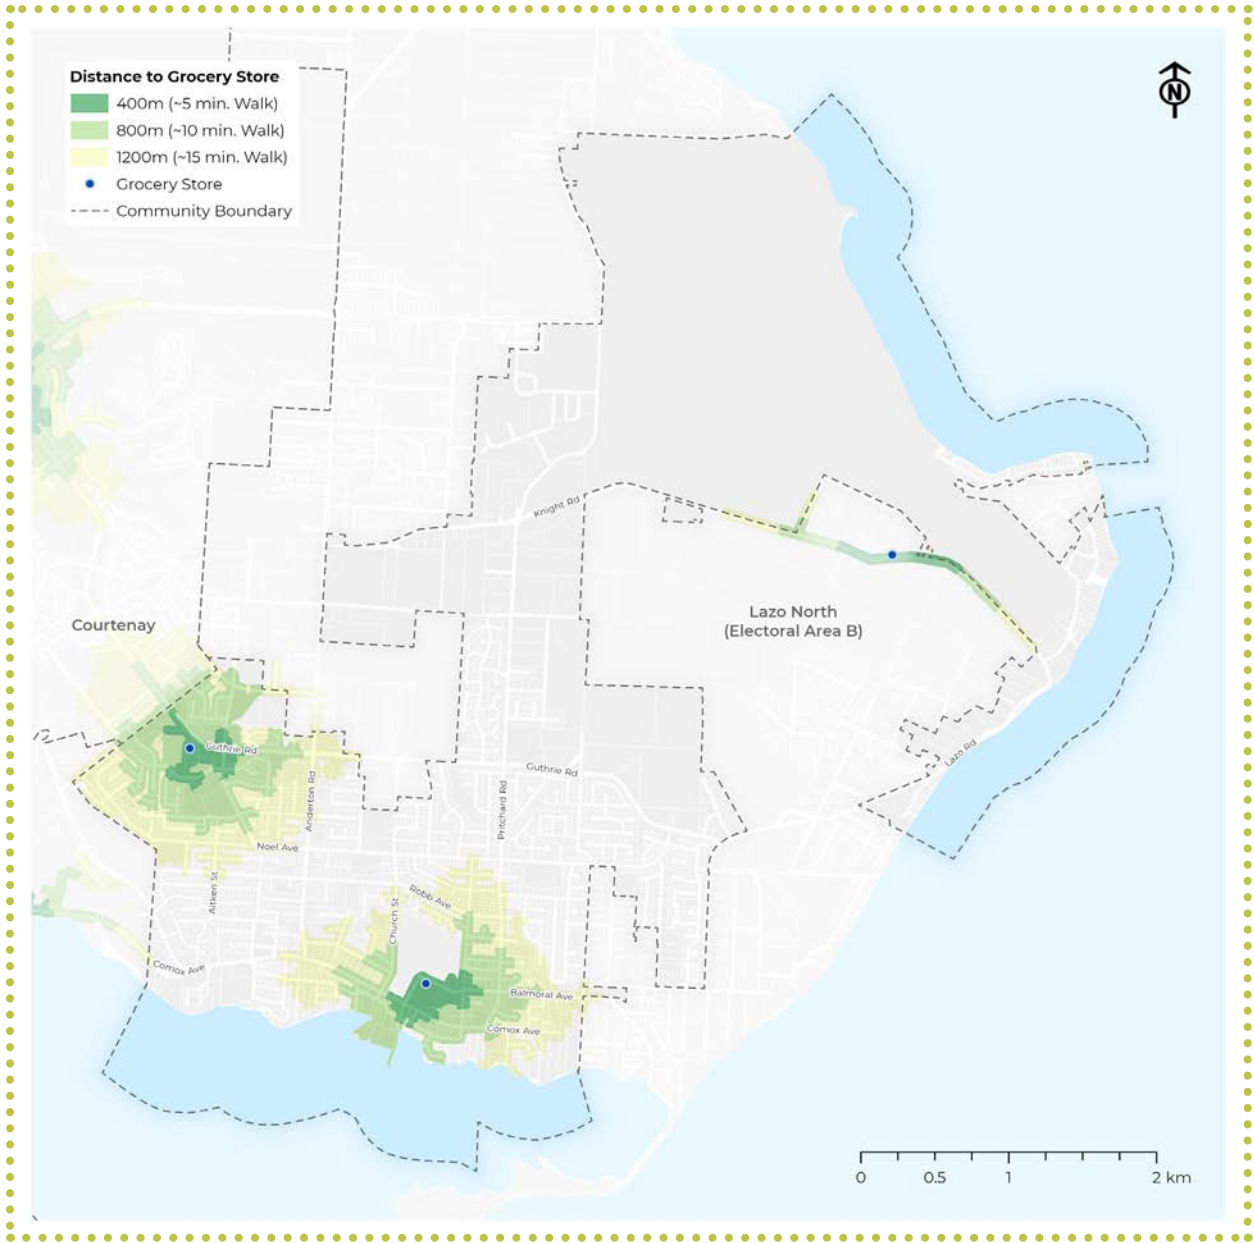 Distance to Grocery Store
400m (~5 min. Walk)
800m (~10 min. Walk)
1200m (~15 min. Walk)
Grocery Store
Community Boundary
N
Knight Rd
Courtenay
Lazo North
(Electoral Area B)
Guthrie Rd
Lazo Rd
Guthrie Rd
Anderton Rd
Pritchard Rd
Noel Ave
Aitken St
Robb Ave
Church St
Comox Ave
Balmoral Ave
Comox Ave
0 0.5 1 2 km